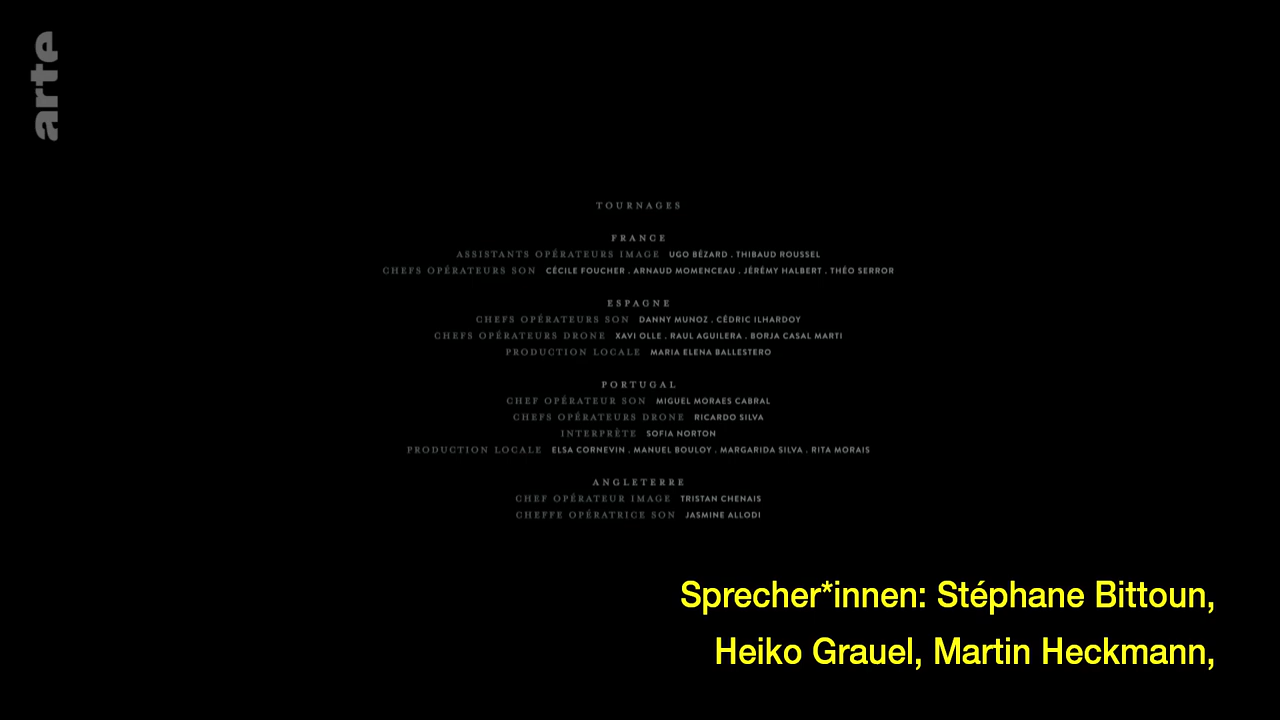 arte
TOURNAGES
FRANCE
ASSISTANTS OPÉRATEURS IMAGE UGO BÉZARD . THIBAUD ROUSSEL
CHEFS OPÉRATEURS SON CÉCILE FOUCHER . ARNAUD MOMENCEAU . JÉRÉMY HALBERT . THÉO SERROR
ESPAGNE
CHEFS OPÉRATEURS SON DANNY MUNOZ . CÉDRIC ILHARDOY
CHEFS OPÉRATEURS DRONE XAVI OLLE . RAUL AGUILERA . BORJA CASAL MARTI
PRODUCTION LOCALE MARIA ELENA BALLESTERO
PORTUGAL
CHEF OPÉRATEUR SON MIGUEL MORAES CABRAL
CHEFS OPÉRATEURS DRONE RICARDO SILVA
INTERPRÈTE SOFIA NORTON
PRODUCTION LOCALE ELSA CORNEVIN . MANUEL BOULOY . MARGARIDA SILVA . RITA MORAIS
ANGLETERRE
CHEF OPÉRATEUR IMAGE TRISTAN CHENAIS
CHEFFE OPÉRATRICE SON JASMINE ALLODI
Sprecher*innen: Stéphane Bittoun,
Heiko Grauel, Martin Heckmann,